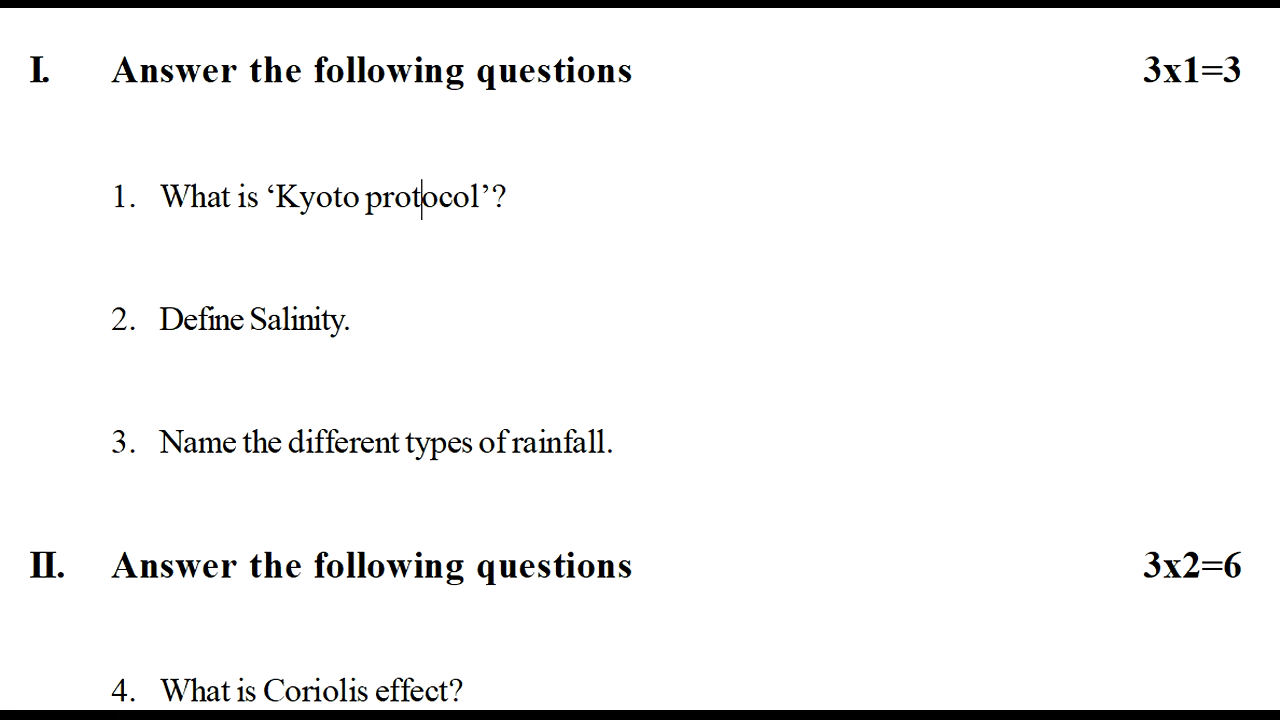 I. Answer the following questions 3x1=3
1. What is ‘Kyoto protocol’?
2. Define Salinity.
3. Name the different types of rainfall.
II. Answer the following questions 3x2=6
4. What is Coriolis effect?